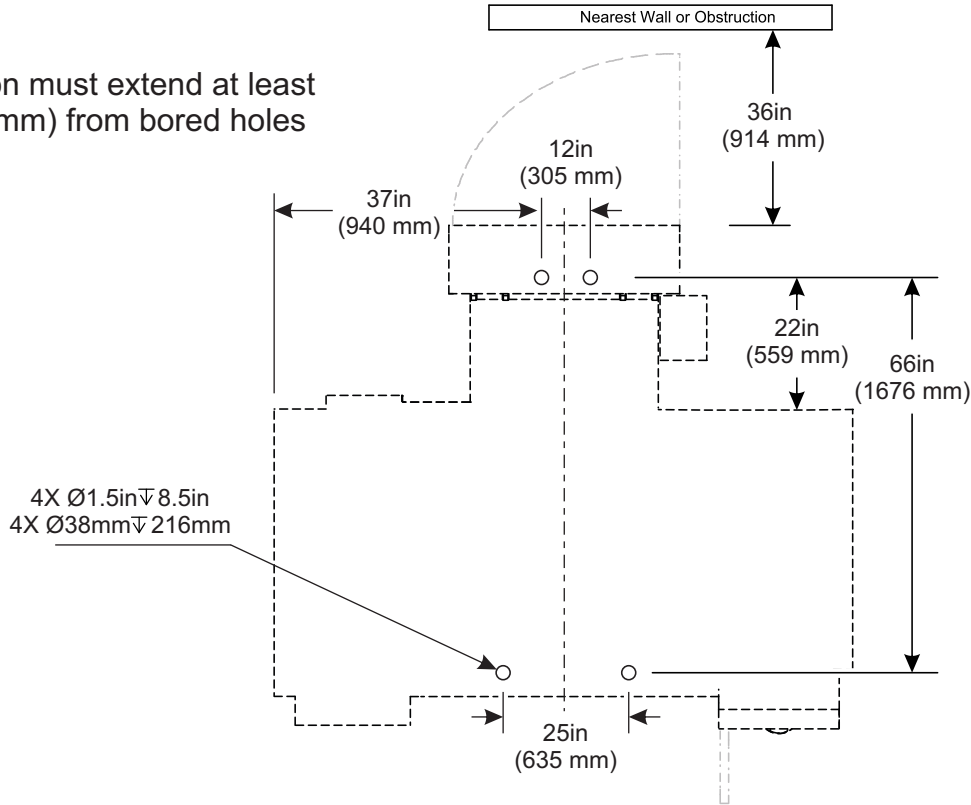 Nearest Wall or Obstruction
must extend at least
mm) from bored holes
36in
(914 mm)
12in
(305 mm)
37in
(940 mm)
22in
(559 mm)
66in
(1676 mm)
4X Ø1.5in↧8.5in
4X Ø38mm↧216mm
25in
(635 mm)